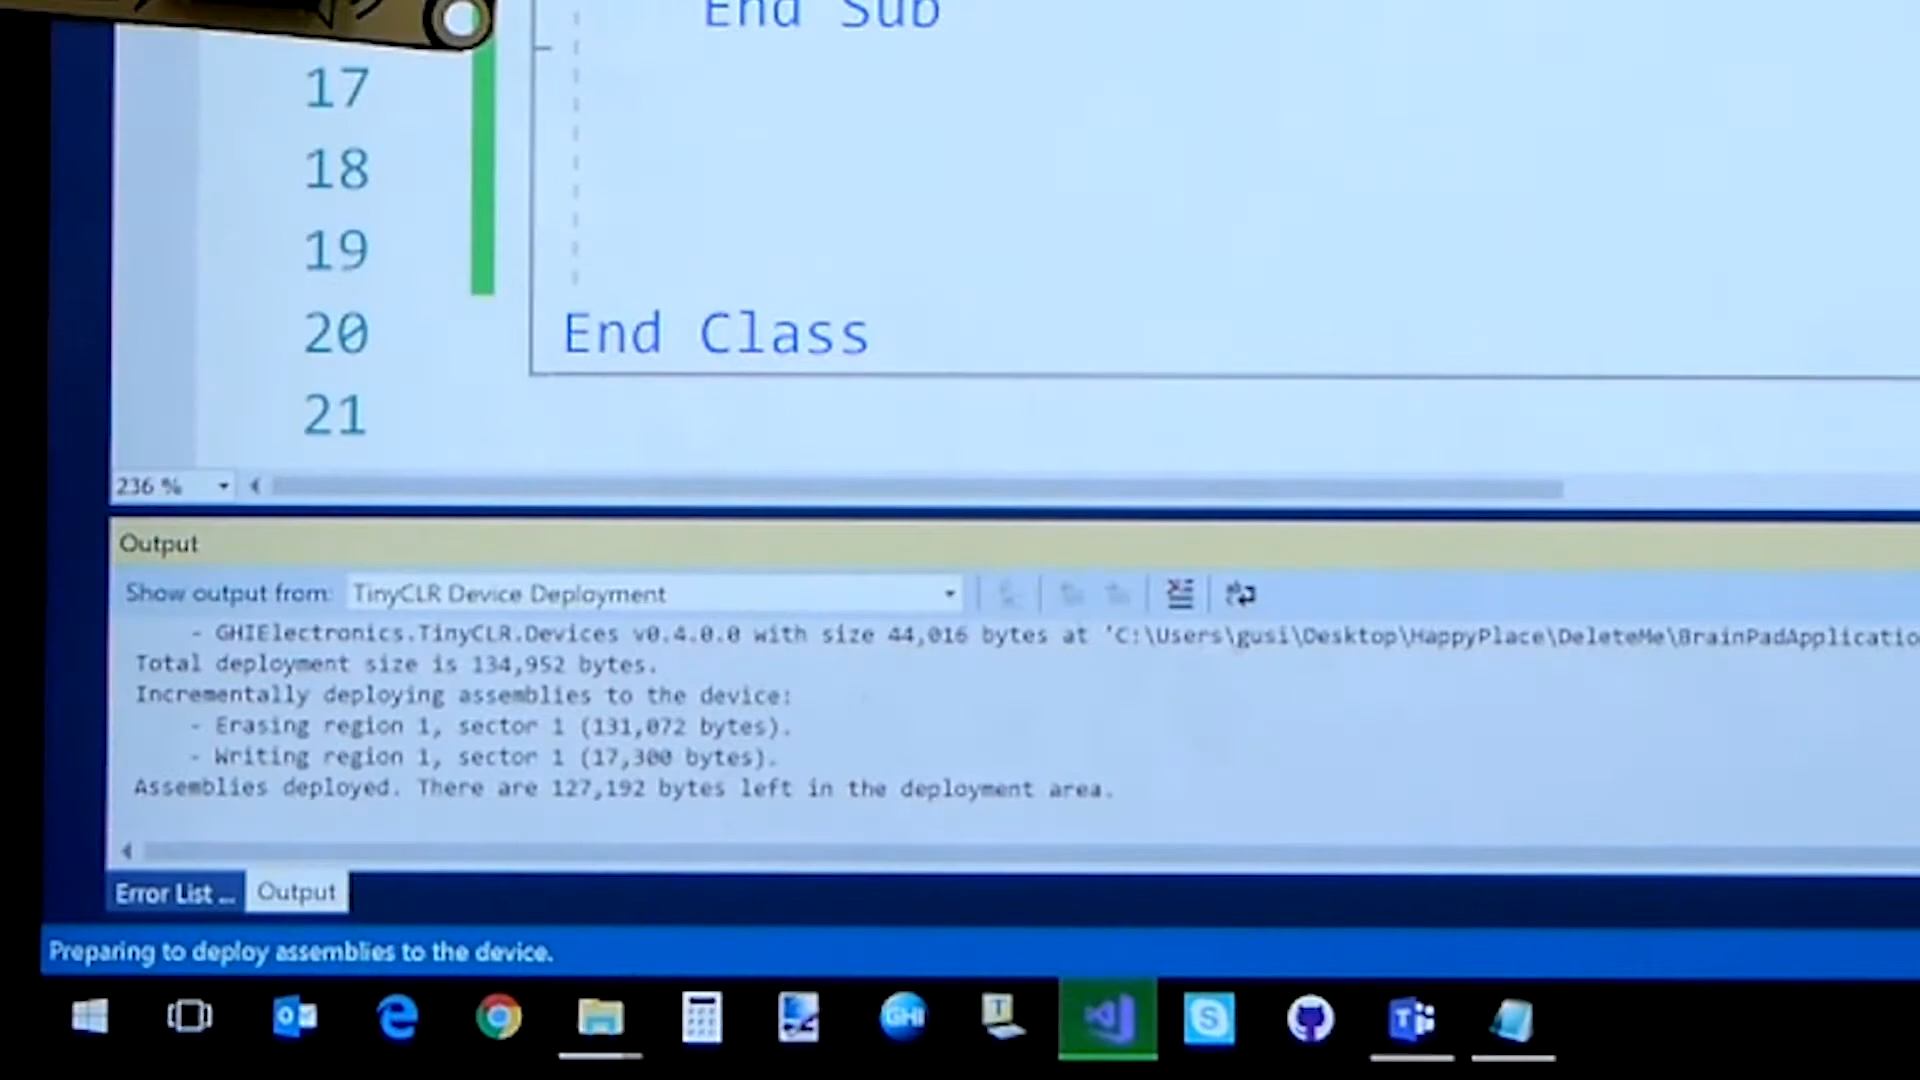 End Sub
17
18
19
20 End Class
21
236 %
Output
Show output from: TinyCLR Device Deployment
- GHIElectronics.TinyCLR.Devices v0.4.0.0 with size 44,016 bytes at 'C:\Users\gusi\Desktop\HappyPlace\DeleteMe\BrainPadApplicatio
Total deployment size is 134,952 bytes.
Incrementally deploying assemblies to the device:
- Erasing region 1, sector 1 (131,072 bytes).
- Writing region 1, sector 1 (17,300 bytes).
Assemblies deployed. There are 127,192 bytes left in the deployment area.
Error List ... Output
Preparing to deploy assemblies to the device.
GHI T S T